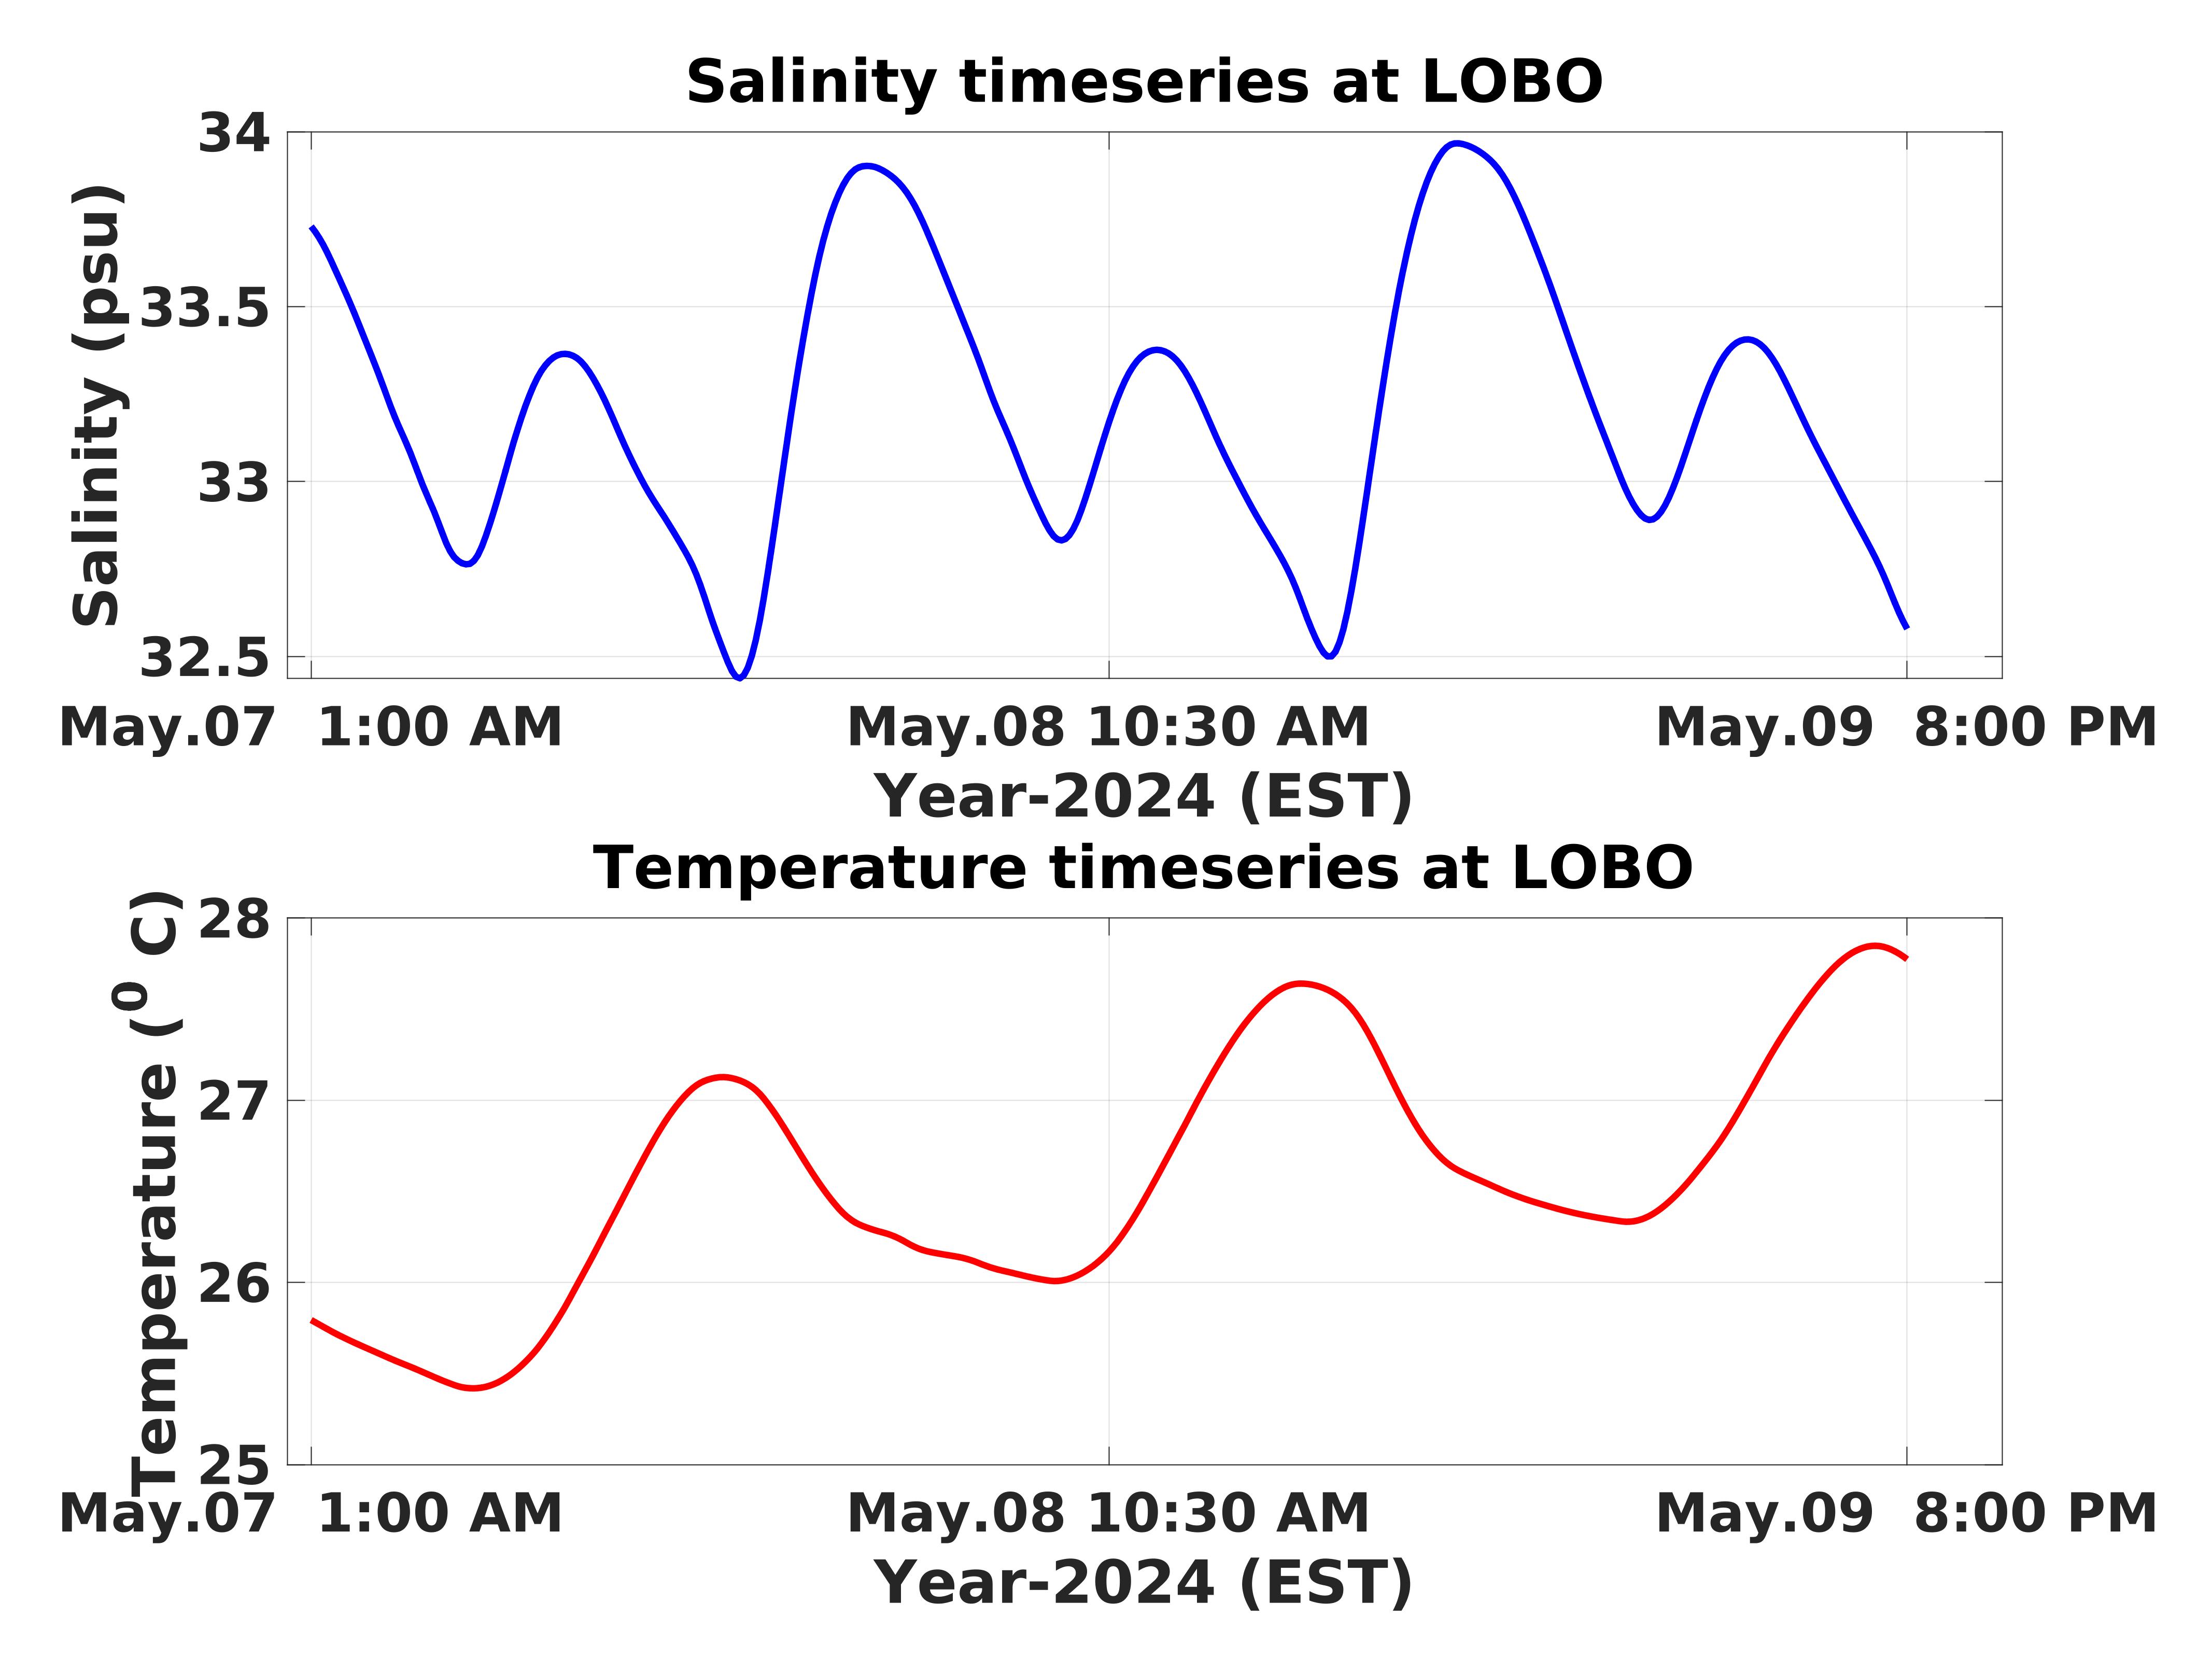 Salinity timeseries at LOBO
Salinity (psu)
34
33.5
33
32.5
May.07  1:00 AM
May.08 10:30 AM
May.09  8:00 PM
Year-2024 (EST)
Temperature timeseries at LOBO
Temperature (⁰ C)
28
27
26
25
May.07  1:00 AM
May.08 10:30 AM
May.09  8:00 PM
Year-2024 (EST)